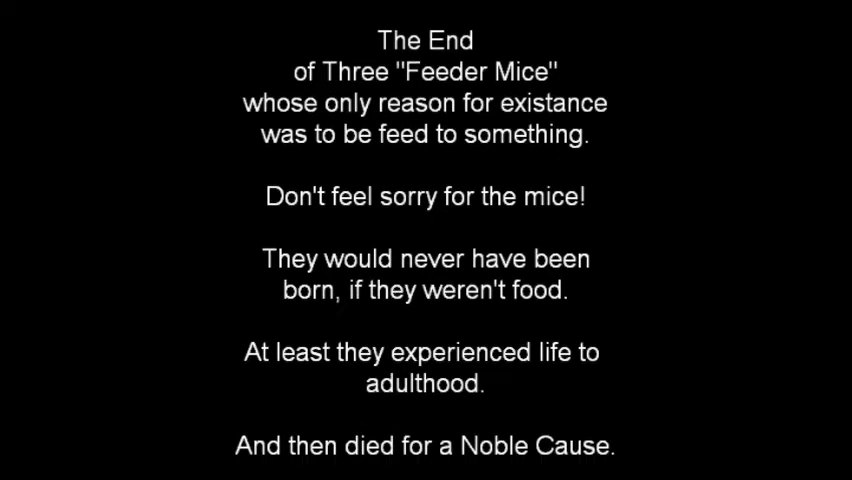 The End
of Three "Feeder Mice"
whose only reason for existance
was to be feed to something.
Don't feel sorry for the mice!
They would never have been
born, if they weren't food.
At least they experienced life to
adulthood.
And then died for a Noble Cause.